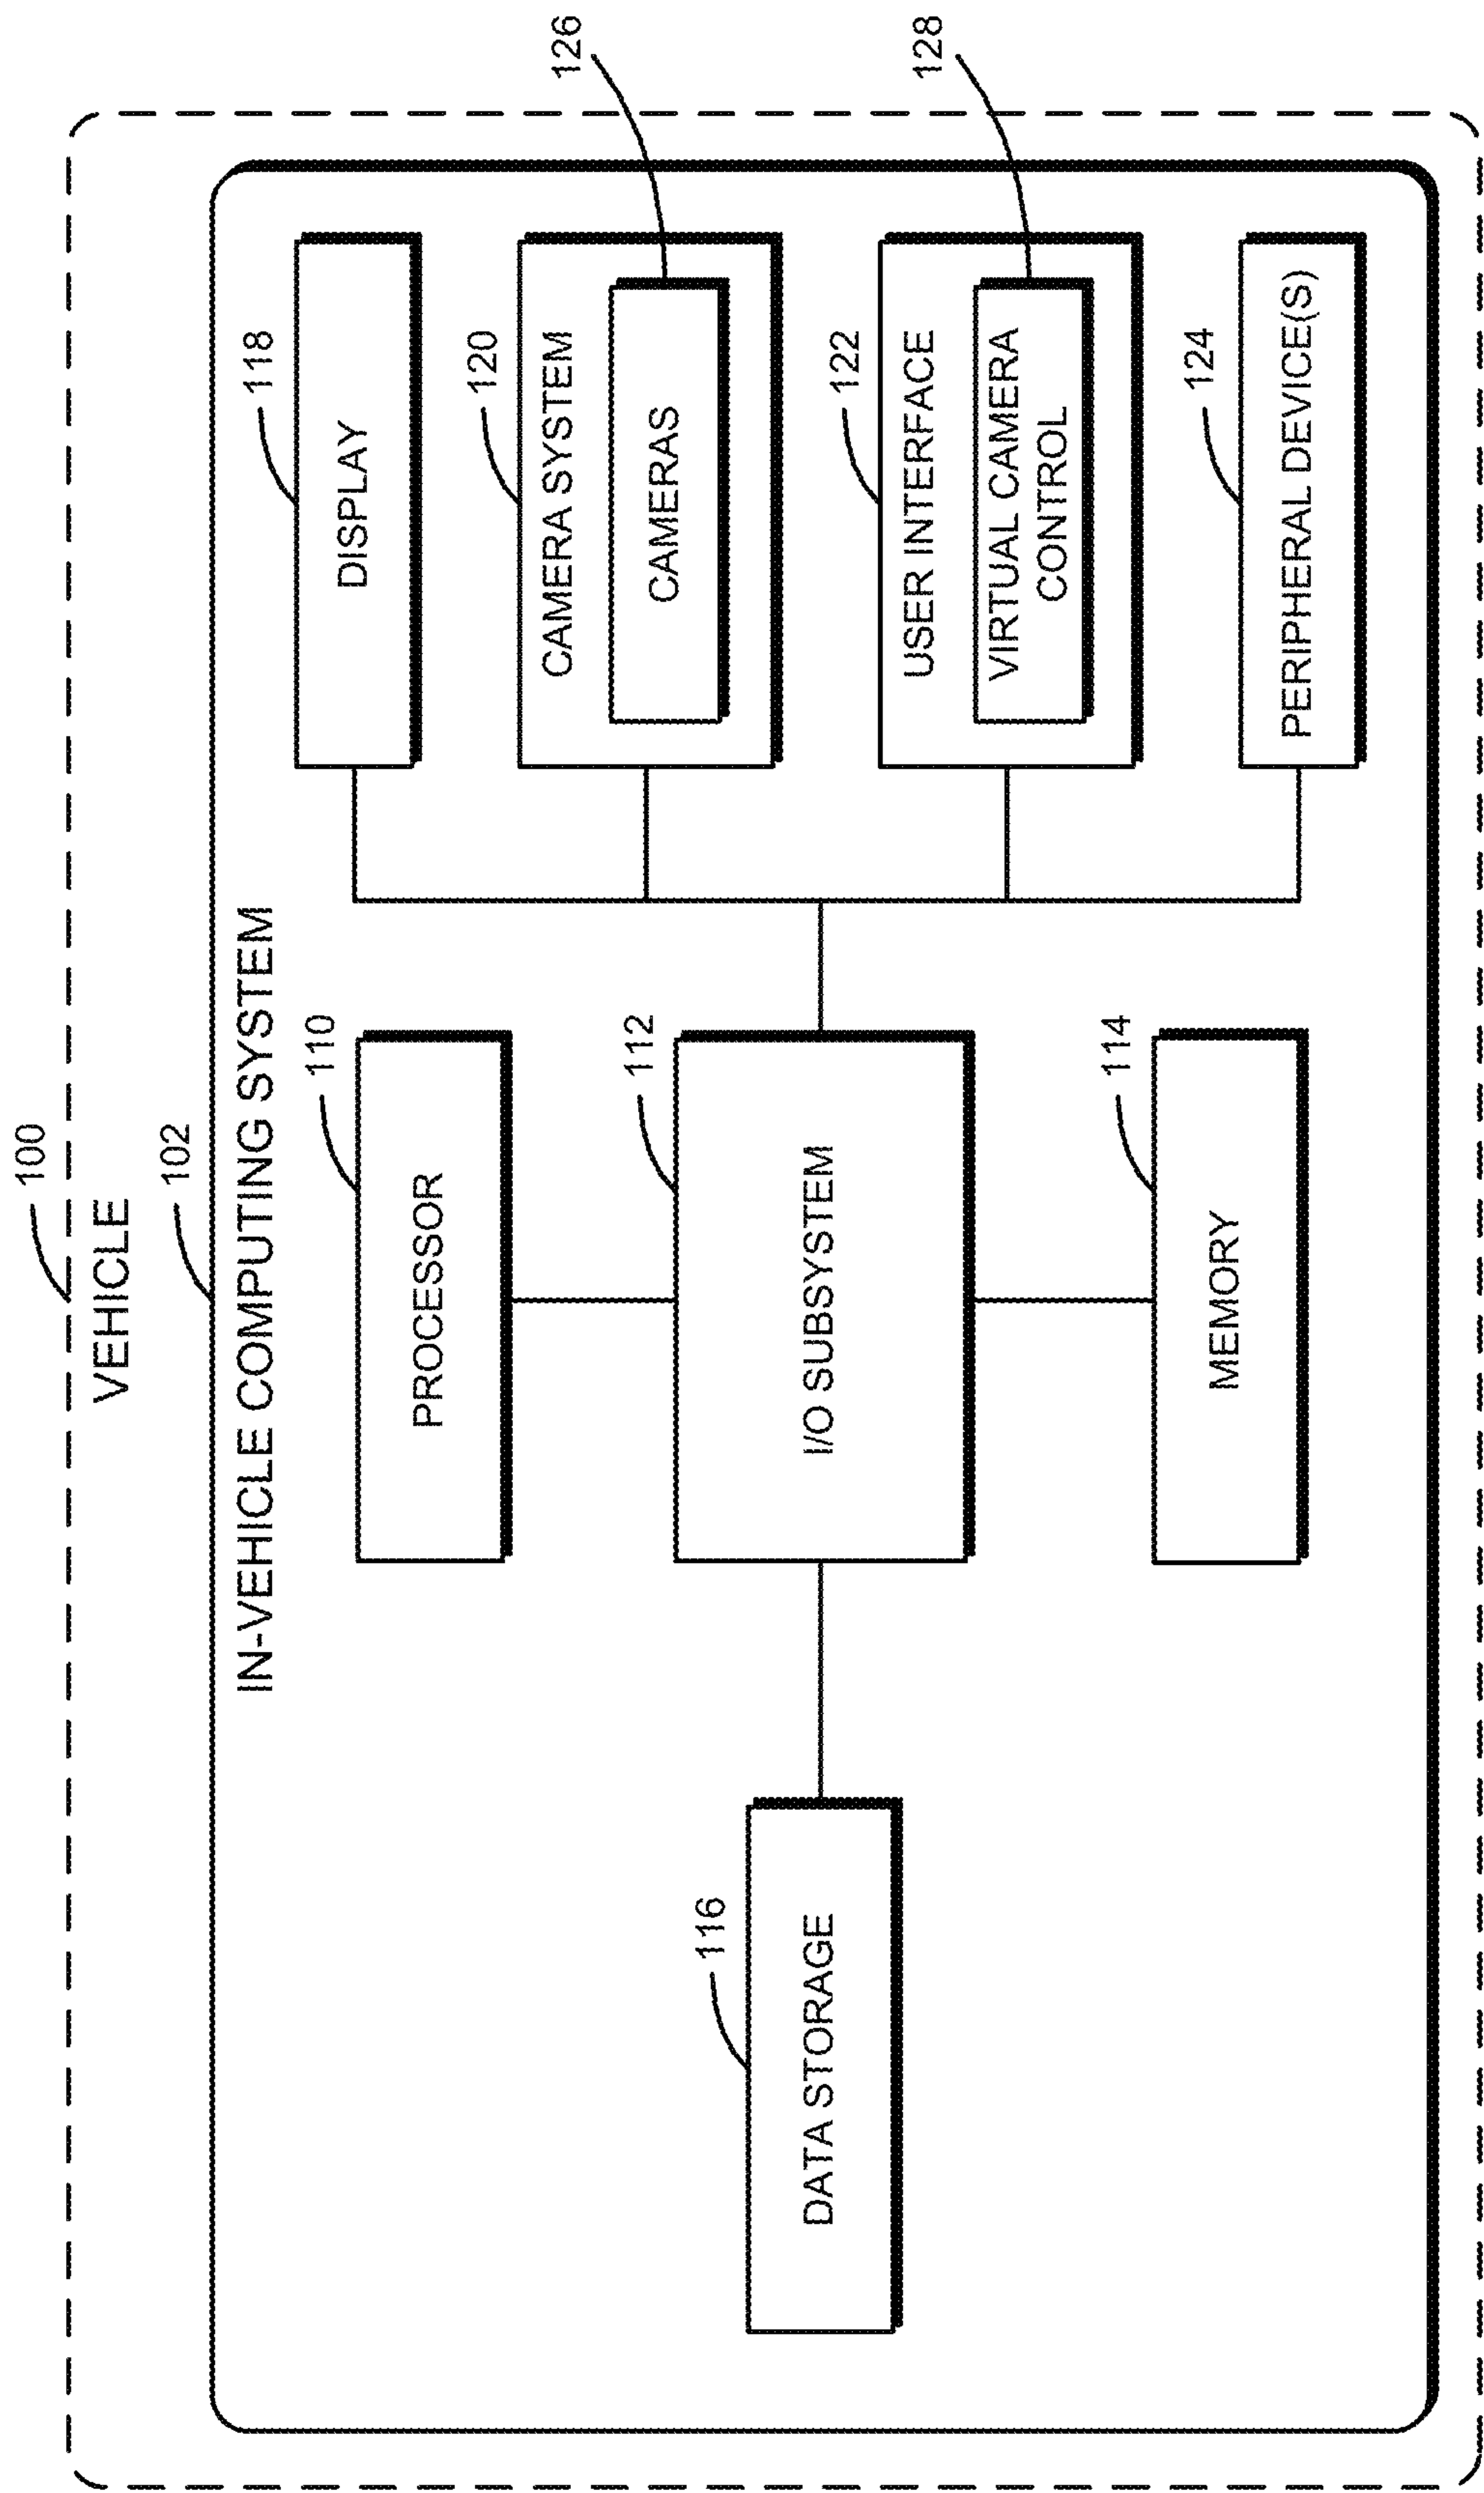 100
VEHICLE
102
IN-VEHICLE COMPUTING SYSTEM
110
PROCESSOR
112
I/O SUBSYSTEM
114
MEMORY
116
DATA STORAGE
118
DISPLAY
120
CAMERA SYSTEM
CAMERAS
126
122
USER INTERFACE
VIRTUAL CAMERA
CONTROL
128
124
PERIPHERAL DEVICE(S)